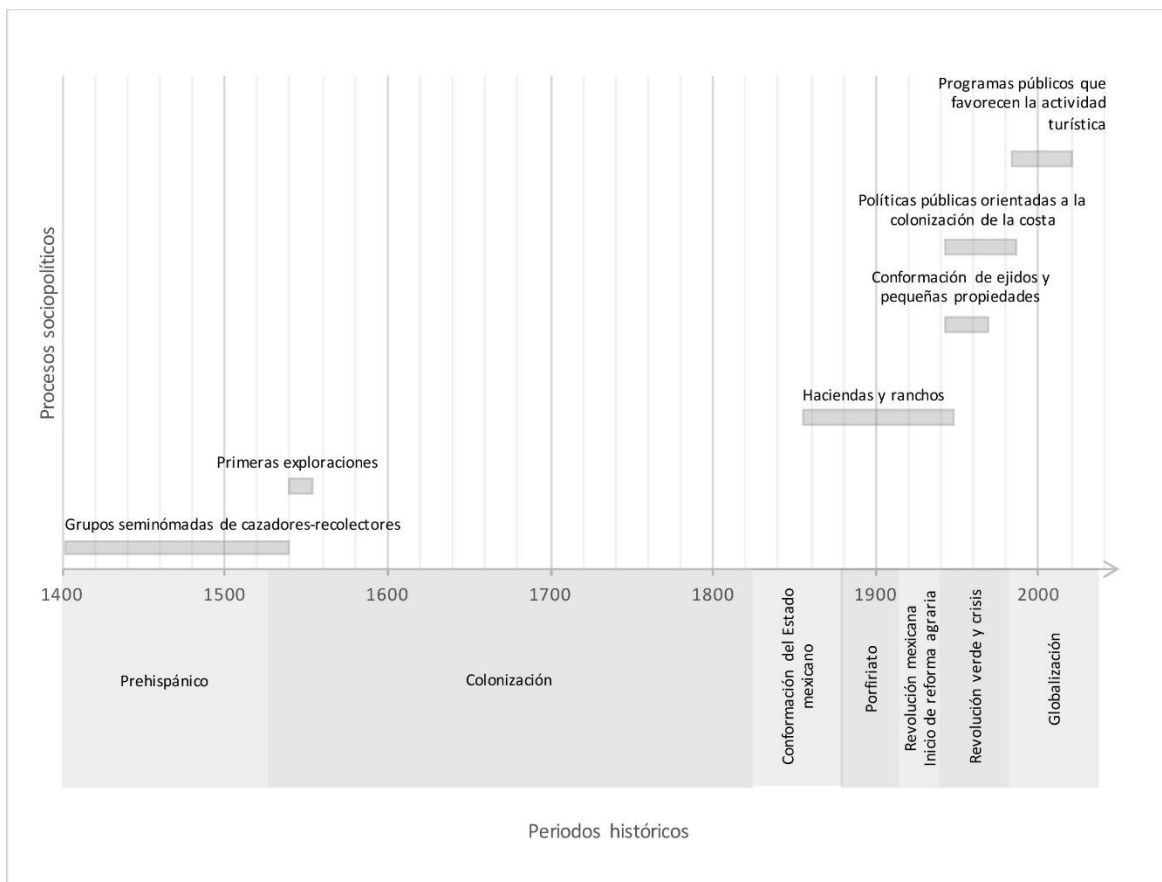 Programas públicos que
favorecen la actividad
turística
Políticas públicas orientadas a la
colonización de la costa
Conformación de ejidos y
pequeñas propiedades
Haciendas y ranchos
Primeras exploraciones
Grupos seminómadas de cazadores-recolectores
Procesos sociopolíticos
1400 1500 1600 1700 1800 1900 2000
Prehispánico
Colonización
Conformación del Estado
mexicano
Porfiriato
Revolución mexicana
Inicio de reforma agraria
Revolución verde y crisis
Globalización
Periodos históricos